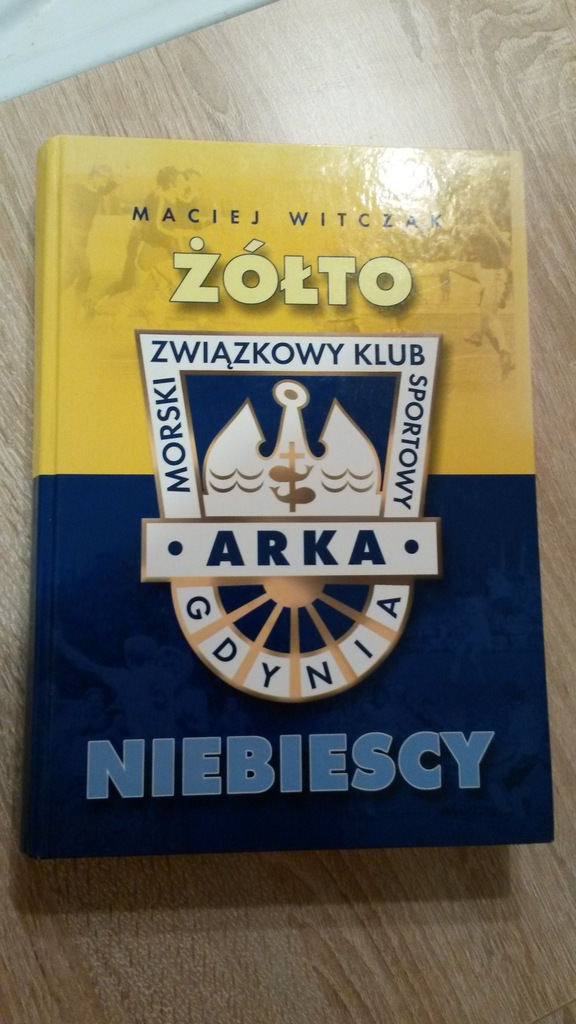 MACIEJ WITCZAK
ŻÓŁTO
MORSKI
ZWIĄZKOWY KLUB
SPORTOWY
• ARKA •
GDYNIA
NIEBIESCY